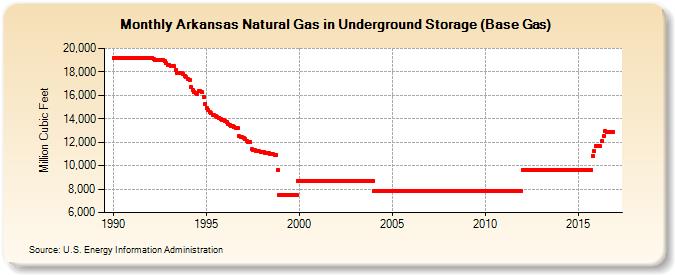 Monthly Arkansas Natural Gas in Underground Storage (Base Gas)
Million Cubic Feet
20,000
18,000
16,000
14,000
12,000
10,000
8,000
6,000
1990 1995 2000 2005 2010 2015
Source: U.S. Energy Information Administration